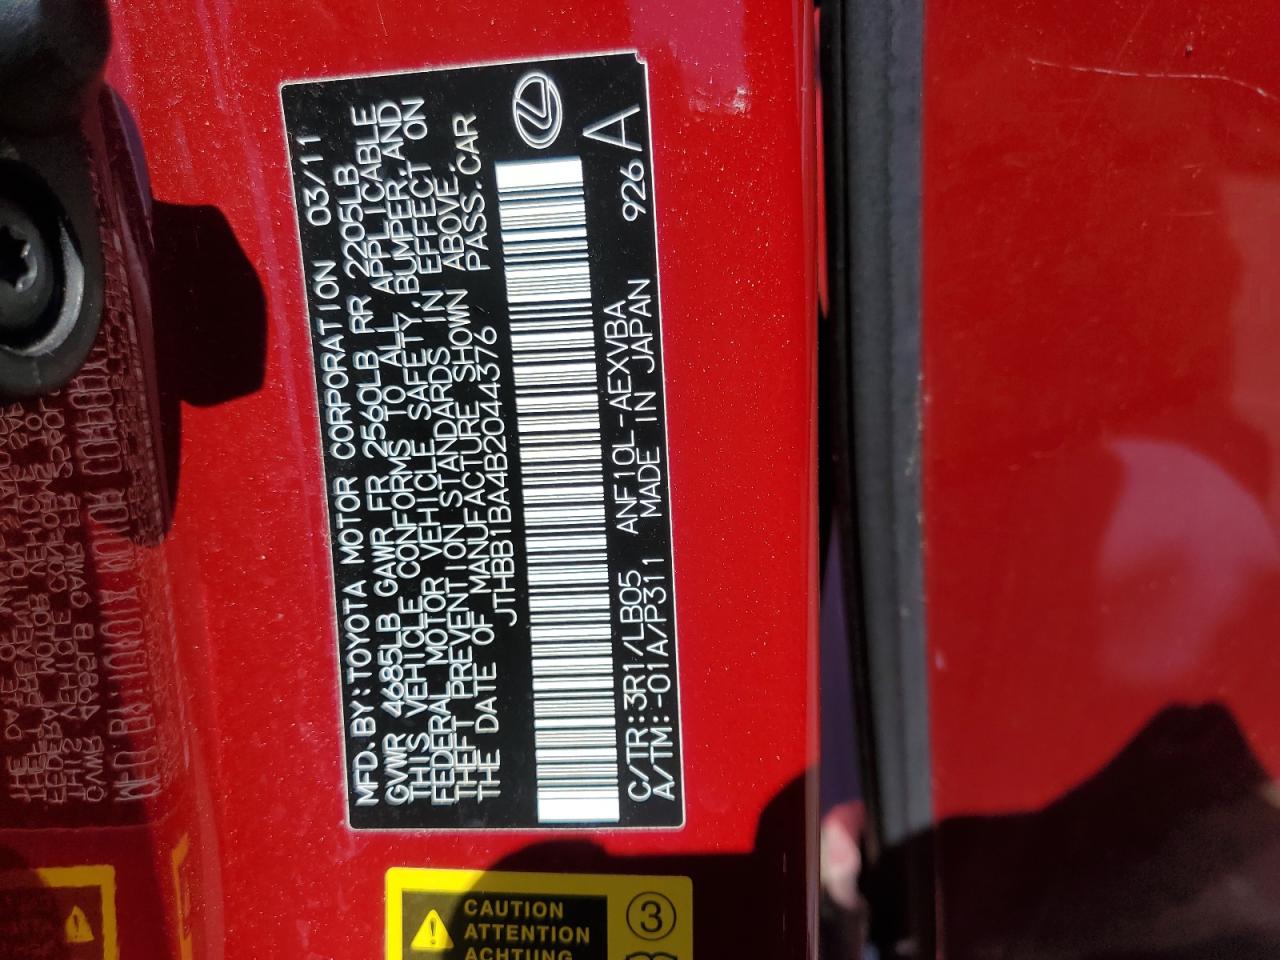 MFD. BY: TOYOTA MOTOR CORPORATION 03/11
GVWR 4685LB GAWR FR 2560LB RR 2205LB
THIS VEHICLE CONFORMS TO ALL APPLICABLE
FEDERAL MOTOR VEHICLE SAFETY, BUMPER, AND
THEFT PREVENTION STANDARDS IN EFFECT ON
THE DATE OF MANUFACTURE SHOWN ABOVE.
JTHBB1BA4B2044376 PASS. CAR
C/TR: 3R1/LB05 ANF10L-AEXVBA 926
A/TM: -01A/P311 MADE IN JAPAN A
CAUTION
ATTENTION
ACHTUNG
3